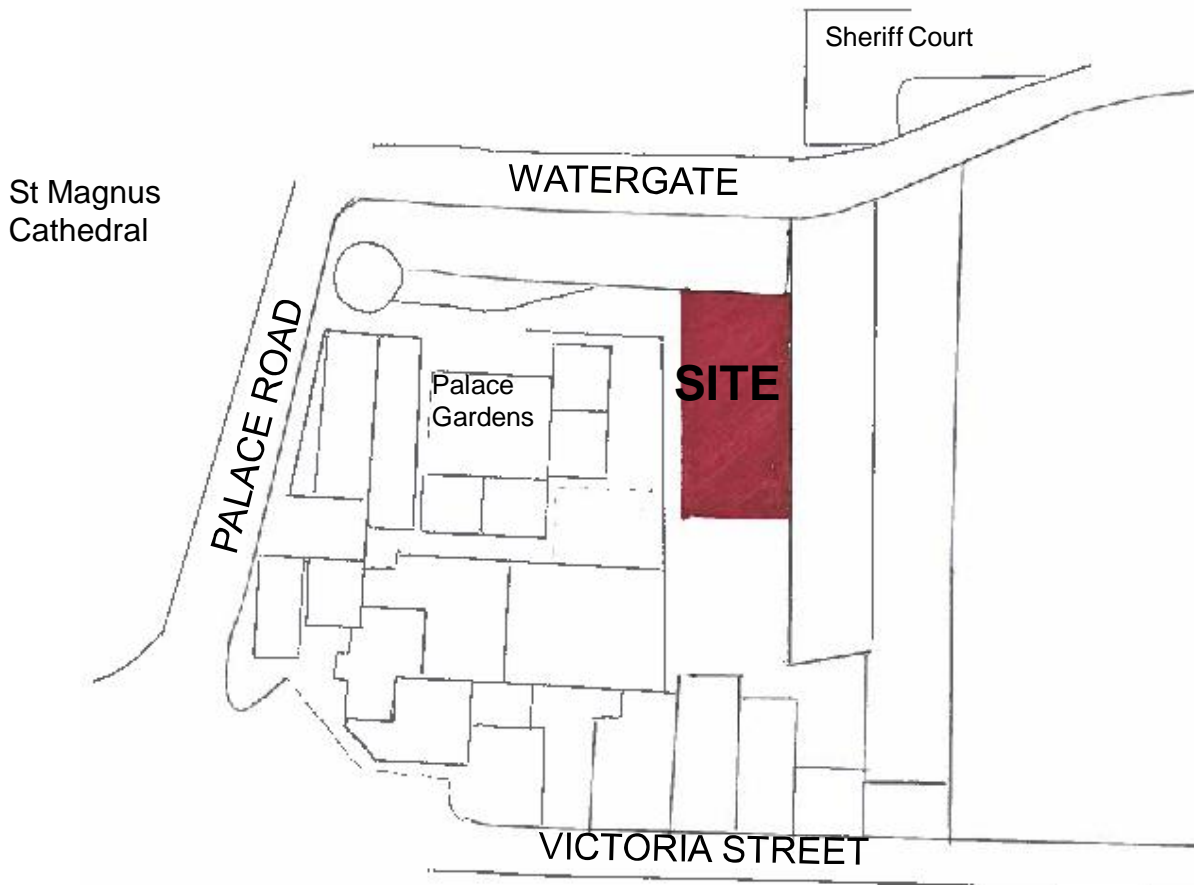 Sheriff Court
WATERGATE
St Magnus
Cathedral
PALACE ROAD
SITE
Palace
Gardens
VICTORIA STREET